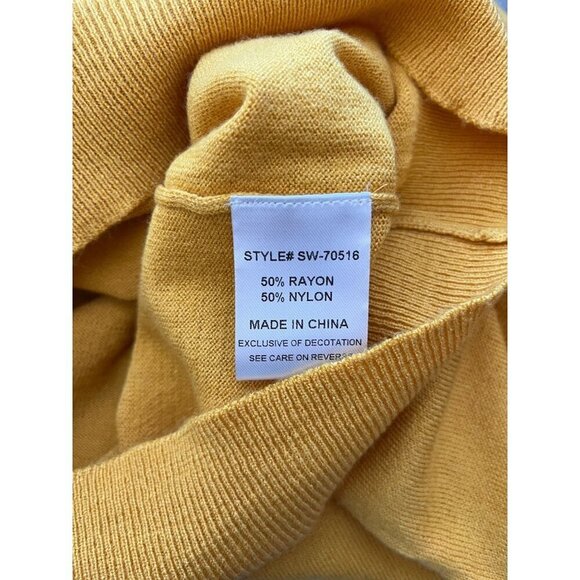 STYLE# SW-70516
50% RAYON
50% NYLON
MADE IN CHINA
EXCLUSIVE OF DECOTATION
SEE CARE ON REVERSE